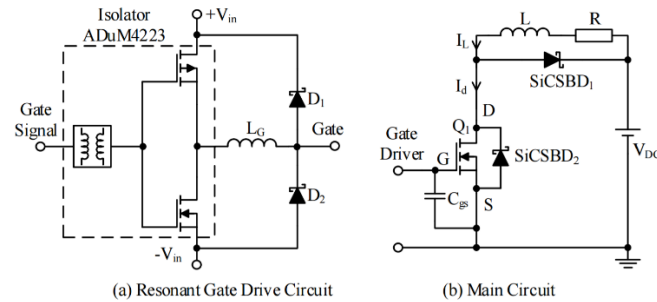 Isolator
ADuM4223
+Vin
Gate
Signal
D1
LG
Gate
D2
-Vin
(a) Resonant Gate Drive Circuit
L
R
IL
SiCSBD1
Id
D
Q1
Gate
Driver
G
SiCSBD2
VDC
Cgs
S
(b) Main Circuit